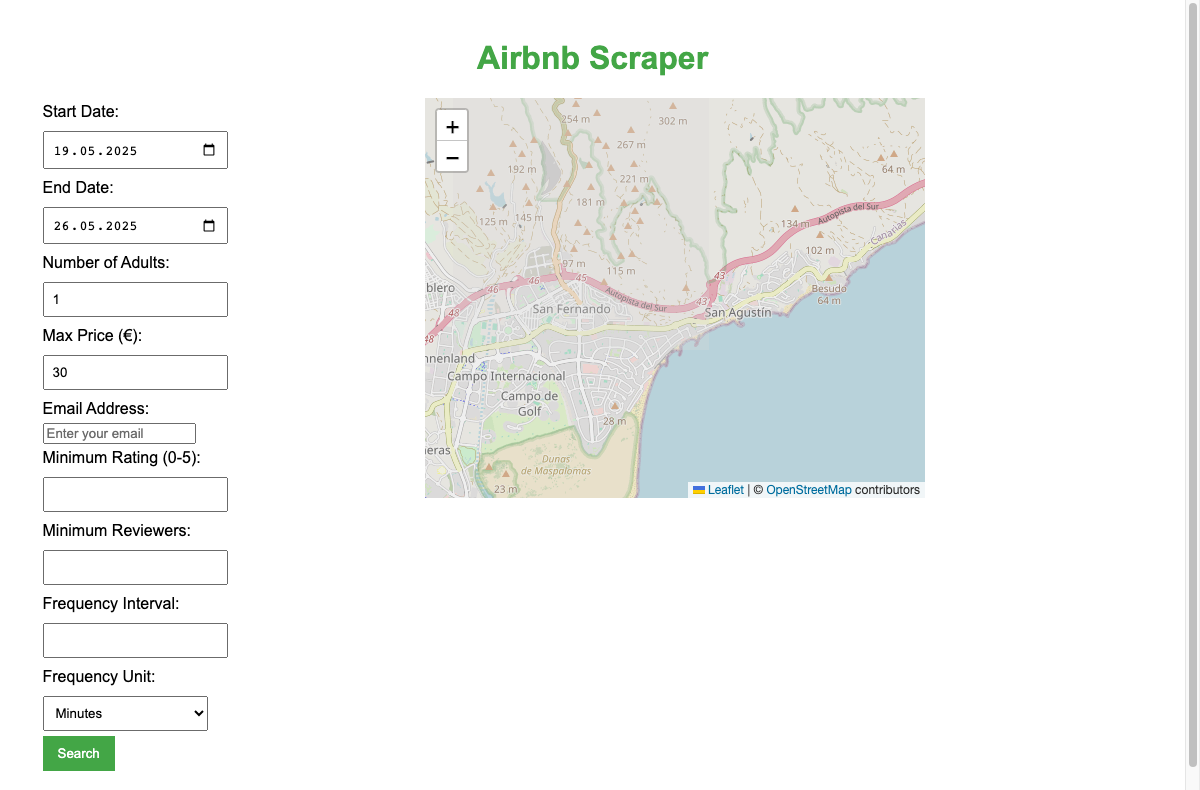 Airbnb Scraper
Start Date:
19.05.2025
End Date:
26.05.2025
Number of Adults:
1
Max Price (€):
30
Email Address:
Enter your email
Minimum Rating (0-5):
Minimum Reviewers:
Frequency Interval:
Frequency Unit:
Minutes
Search
+
−
254 m
302 m
267 m
192 m
221 m
64 m
181 m
125 m
145 m
134 m
Autopista del Sur
Canarias
102 m
97 m
115 m
43
46
46
45
Besudo
64 m
blero
Autopista del Sur
43
48
San Fernando
San Agustín
48
nnenland
Campo Internacional
Campo de
Golf
28 m
eras
Dunas
de Maspalomas
23 m
Leaflet | © OpenStreetMap contributors